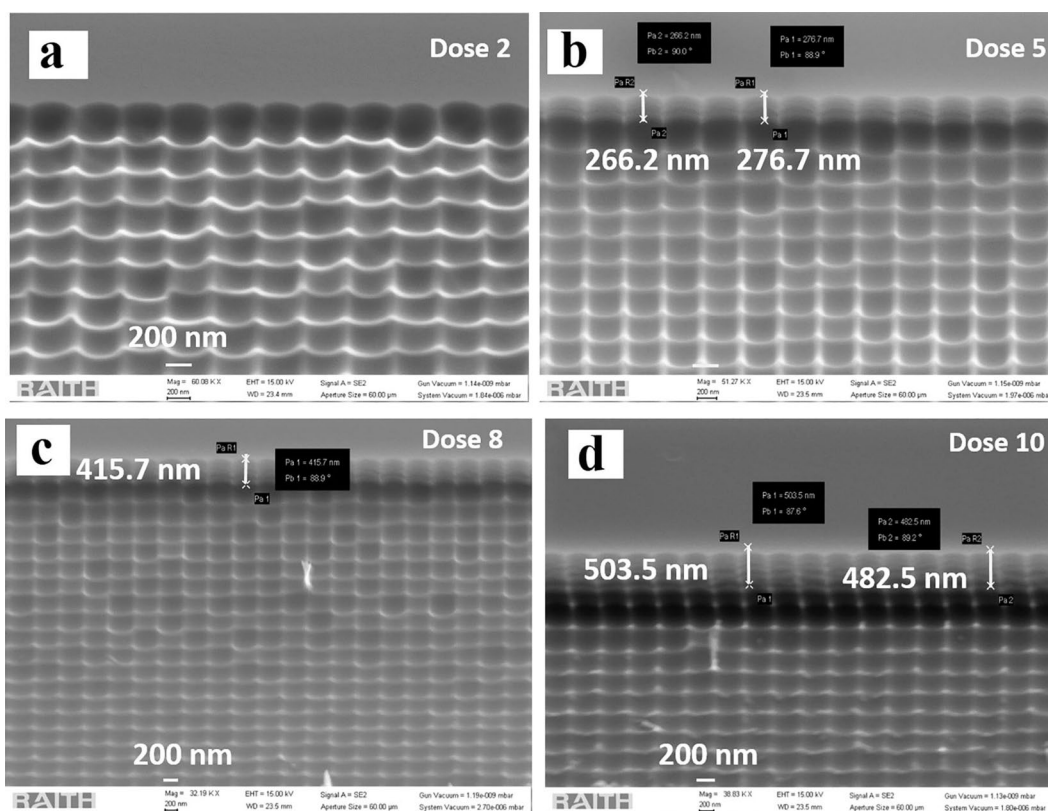 a
Dose 2
200 nm
RAITH
Mag = 60.08 K X
200 nm
EHT = 15.00 kV
WD = 23.4 mm
Signal A = SE2
Aperture Size = 60.00 µm
Gun Vacuum = 1.14e-009 mbar
System Vacuum = 1.84e-006 mbar
b
Dose 5
Pa 2 = 266.2 nm
Pb 2 = 90.0 °
Pa 1 = 276.7 nm
Pb 1 = 88.9 °
Pa R2
Pa R1
Pa 2
Pa 1
266.2 nm
276.7 nm
RAITH
Mag = 51.27 K X
200 nm
EHT = 15.00 kV
WD = 23.5 mm
Signal A = SE2
Aperture Size = 60.00 µm
Gun Vacuum = 1.15e-009 mbar
System Vacuum = 1.97e-006 mbar
c
Dose 8
Pa R1
415.7 nm
Pa 1 = 415.7 nm
Pb 1 = 88.9 °
Pa 1
200 nm
RAITH
Mag = 32.19 K X
200 nm
EHT = 15.00 kV
WD = 23.5 mm
Signal A = SE2
Aperture Size = 60.00 µm
Gun Vacuum = 1.19e-009 mbar
System Vacuum = 2.70e-006 mbar
d
Dose 10
Pa 1 = 503.5 nm
Pb 1 = 87.6 °
Pa 2 = 482.5 nm
Pb 2 = 89.2 °
Pa R1
Pa R2
503.5 nm
482.5 nm
Pa 1
Pa 2
200 nm
RAITH
Mag = 38.83 K X
200 nm
EHT = 15.00 kV
WD = 23.5 mm
Signal A = SE2
Aperture Size = 60.00 µm
Gun Vacuum = 1.13e-009 mbar
System Vacuum = 1.80e-006 mbar